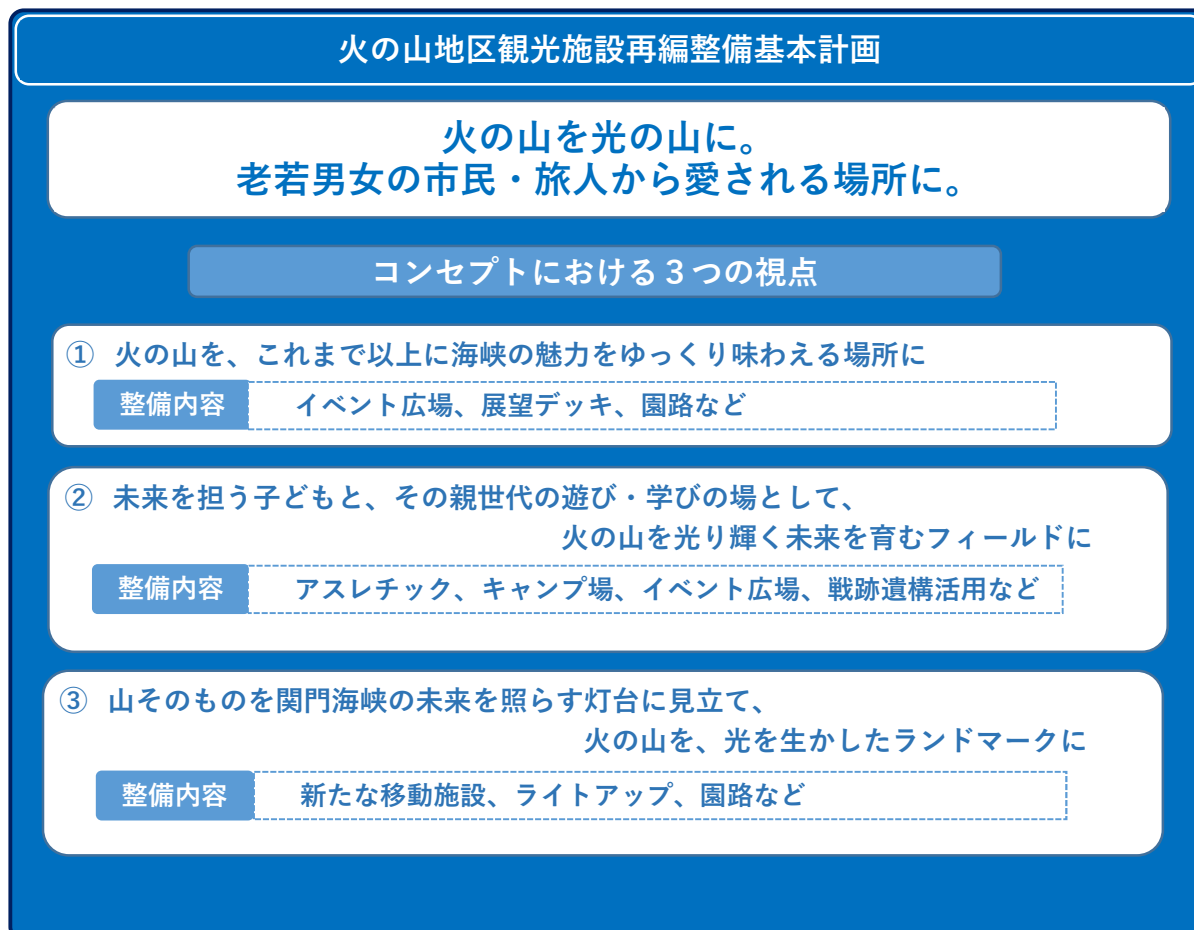 火の山地区観光施設再編整備基本計画
火の山を光の山に。
老若男女の市民・旅人から愛される場所に。
コンセプトにおける３つの視点
① 火の山を、これまで以上に海峡の魅力をゆっくり味わえる場所に
整備内容 イベント広場、展望デッキ、園路など
② 未来を担う子どもと、その親世代の遊び・学びの場として、
火の山を光り輝く未来を育むフィールドに
整備内容 アスレチック、キャンプ場、イベント広場、戦跡遺構活用など
③ 山そのものを関門海峡の未来を照らす灯台に見立て、
火の山を、光を生かしたランドマークに
整備内容 新たな移動施設、ライトアップ、園路など